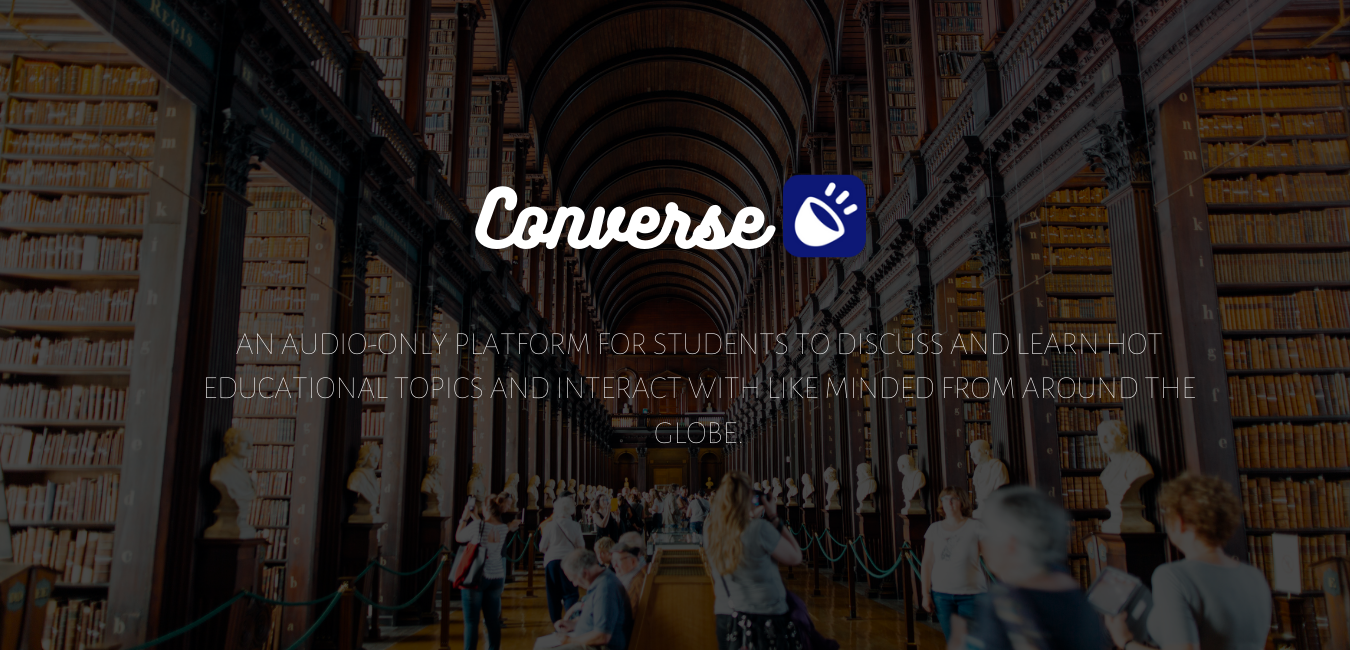 REGIS
Converse
AN AUDIO-ONLY PLATFORM FOR STUDENTS TO DISCUSS AND LEARN HOT
EDUCATIONAL TOPICS AND INTERACT WITH LIKE MINDED FROM AROUND THE
GLOBE.